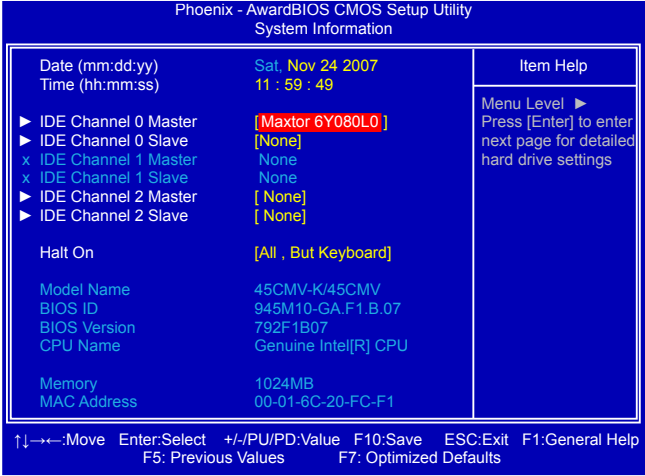 Phoenix - AwardBIOS CMOS Setup Utility
System Information
Date (mm:dd:yy) Sat, Nov 24 2007
Time (hh:mm:ss) 11 : 59 : 49
► IDE Channel 0 Master [ Maxtor 6Y080L0 ]
► IDE Channel 0 Slave [None]
x IDE Channel 1 Master None
x IDE Channel 1 Slave None
► IDE Channel 2 Master [ None]
► IDE Channel 2 Slave [ None]
Halt On [All , But Keyboard]
Model Name 45CMV-K/45CMV
BIOS ID 945M10-GA.F1.B.07
BIOS Version 792F1B07
CPU Name Genuine Intel[R] CPU
Memory 1024MB
MAC Address 00-01-6C-20-FC-F1
Item Help
Menu Level ►
Press [Enter] to enter
next page for detailed
hard drive settings
↑↓→←:Move Enter:Select +/-/PU/PD:Value F10:Save ESC:Exit F1:General Help
F5: Previous Values F7: Optimized Defaults